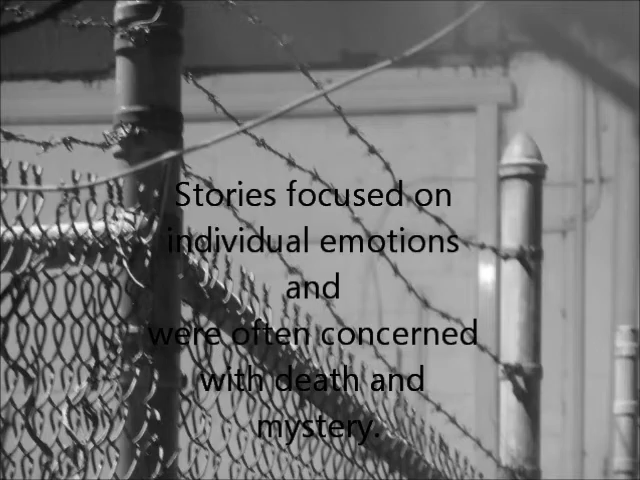 Stories focused on
individual emotions
and
were often concerned
with death and
mystery.